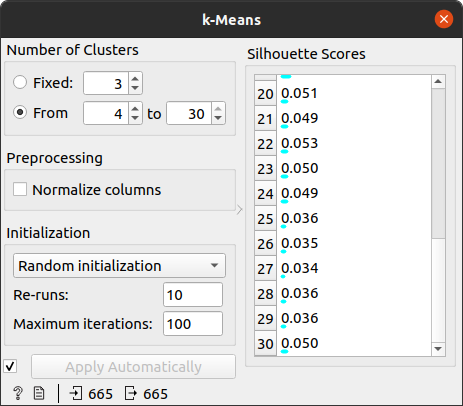 k-Means
Number of Clusters
Fixed: 3
From 4 to 30
Preprocessing
Normalize columns
Initialization
Random initialization
Re-runs: 10
Maximum iterations: 100
Apply Automatically
? 665 665
Silhouette Scores
20 0.051
21 0.049
22 0.053
23 0.050
24 0.049
25 0.036
26 0.035
27 0.034
28 0.036
29 0.036
30 0.050